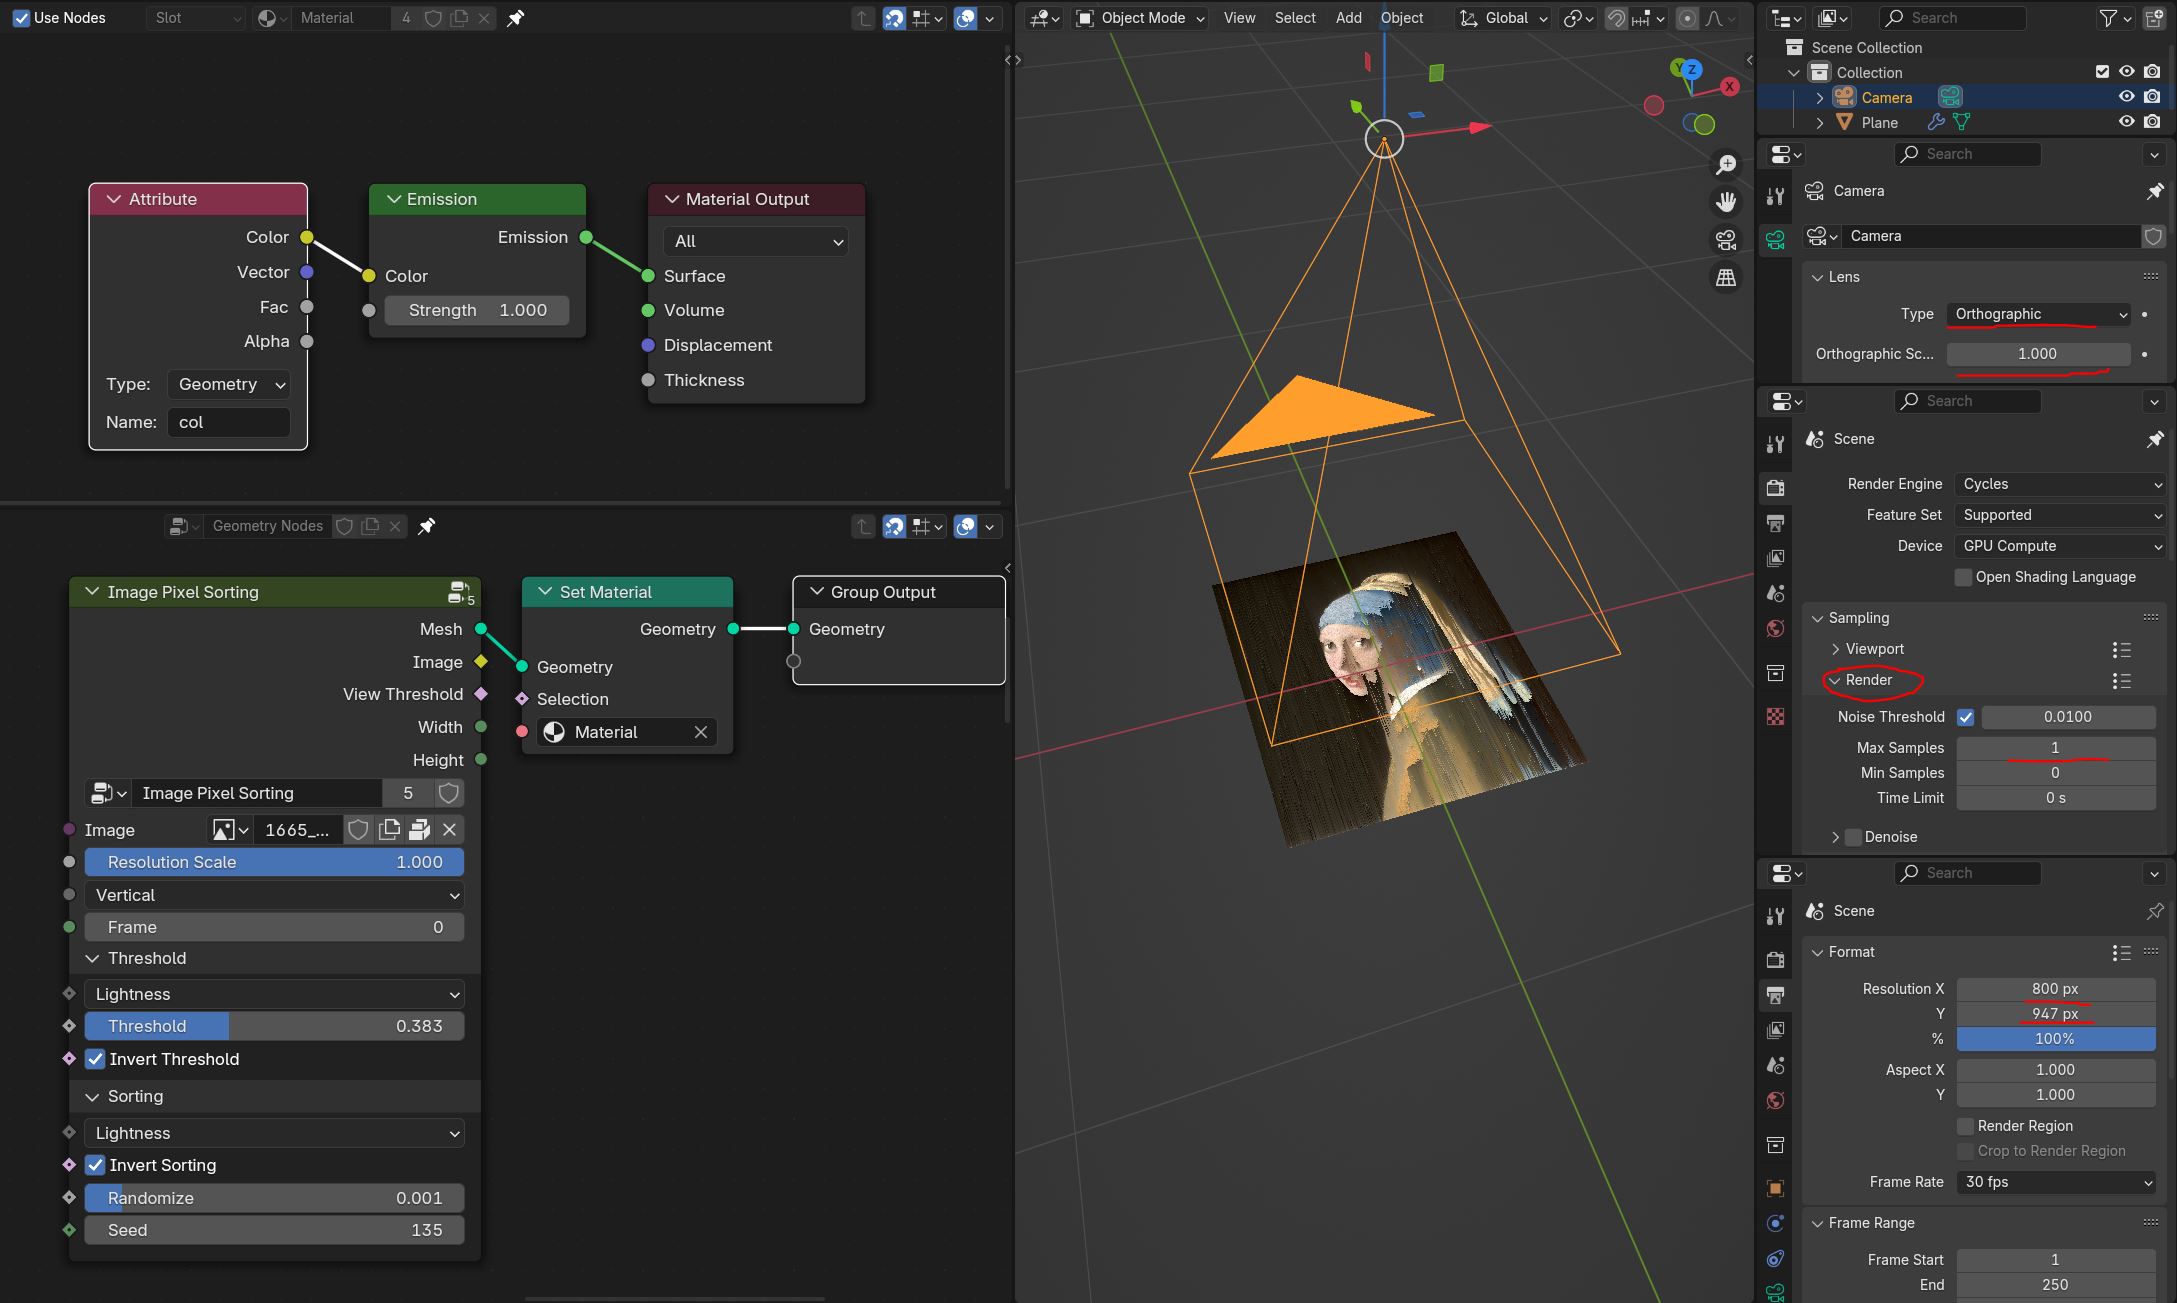 Use Nodes
Slot
Material
4
Attribute
Color
Vector
Fac
Alpha
Type:
Geometry
Name:
col
Emission
Emission
Color
Strength 1.000
Material Output
All
Surface
Volume
Displacement
Thickness
Geometry Nodes
Image Pixel Sorting
5
Mesh
Image
View Threshold
Width
Height
Image Pixel Sorting
5
Image
1665_...
Resolution Scale 1.000
Vertical
Frame 0
Threshold
Lightness
Threshold 0.383
Invert Threshold
Sorting
Lightness
Invert Sorting
Randomize 0.001
Seed 135
Set Material
Geometry
Geometry
Selection
Material
Group Output
Geometry
Object Mode
View
Select
Add
Object
Global
Y
Z
X
Search
Scene Collection
Collection
Camera
Plane
Search
Camera
Camera
Lens
Type Orthographic
Orthographic Sc... 1.000
Search
Scene
Render Engine Cycles
Feature Set Supported
Device GPU Compute
Open Shading Language
Sampling
Viewport
Render
Noise Threshold 0.0100
Max Samples 1
Min Samples 0
Time Limit 0 s
Denoise
Search
Scene
Format
Resolution X 800 px
Y 947 px
% 100%
Aspect X 1.000
Y 1.000
Render Region
Crop to Render Region
Frame Rate 30 fps
Frame Range
Frame Start 1
End 250